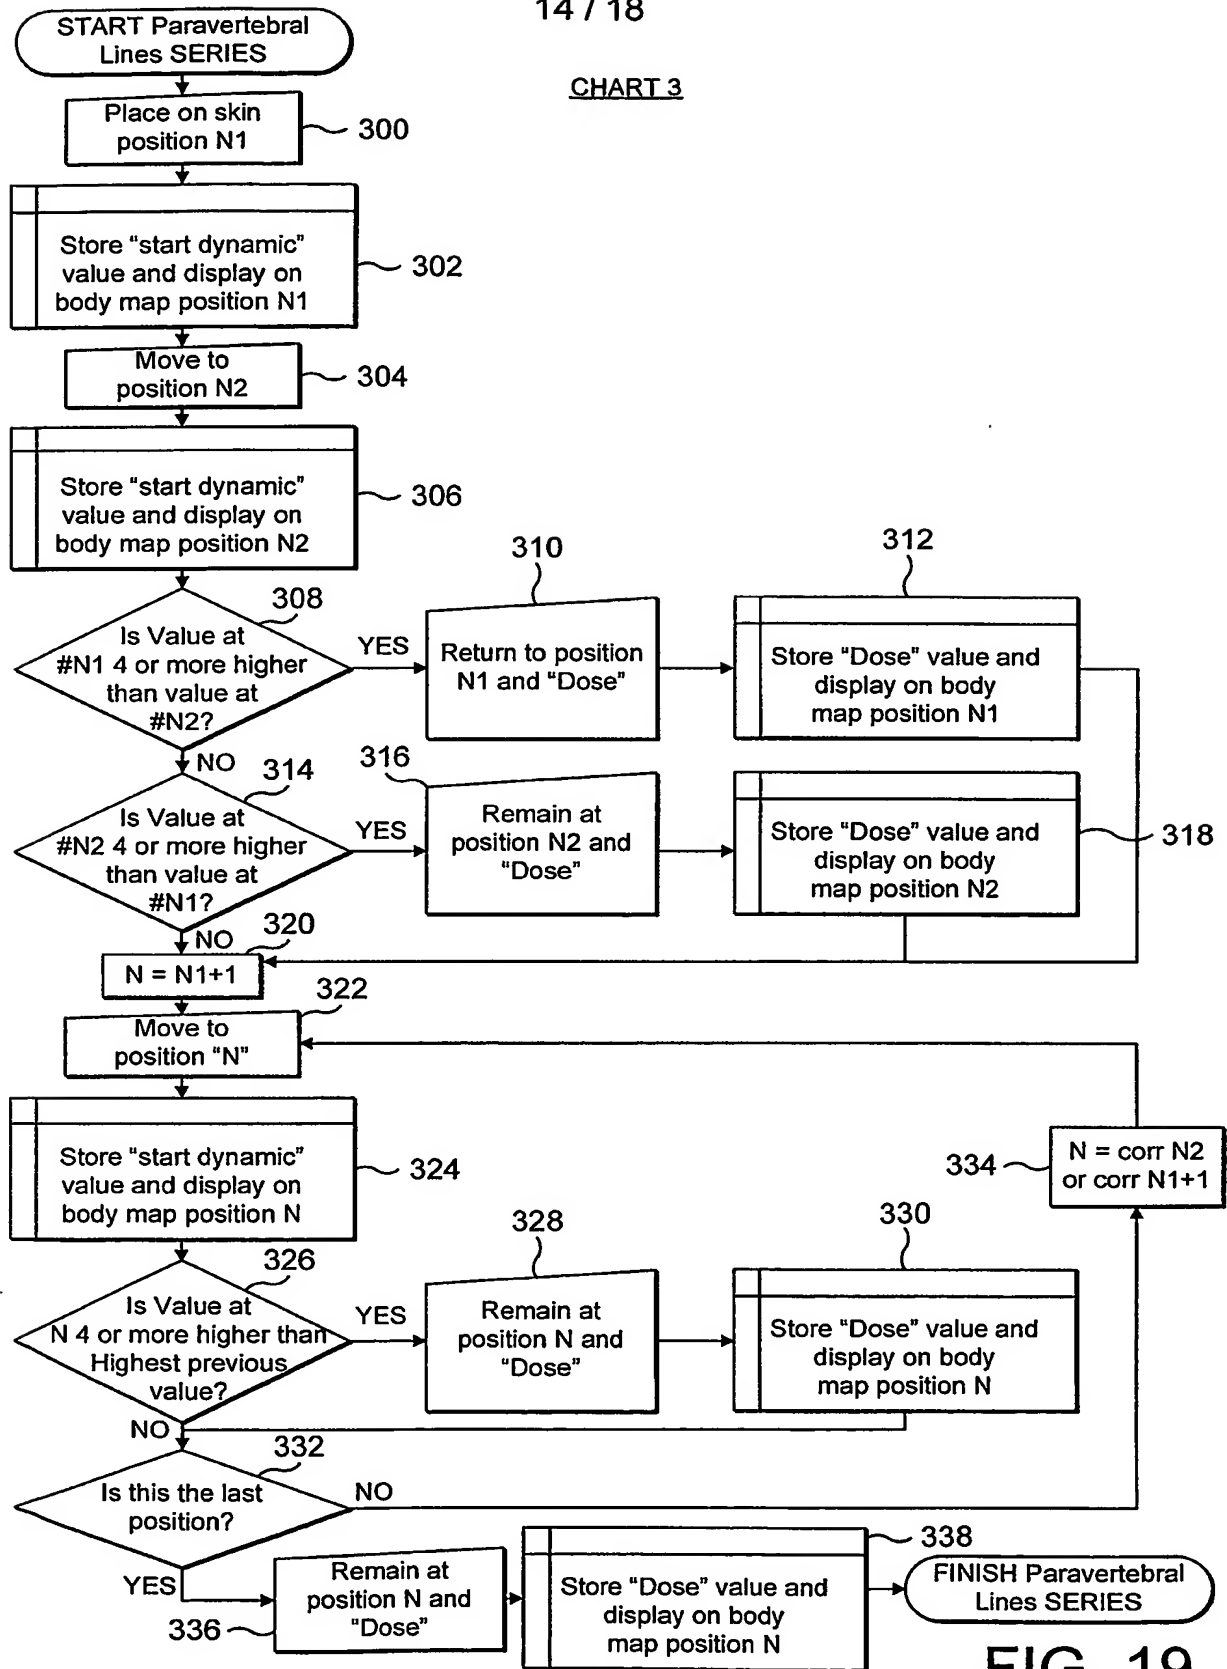 14 / 18
CHART 3
START Paravertebral
Lines SERIES
Place on skin
position N1
300
Store "start dynamic"
value and display on
body map position N1
302
Move to
position N2
304
Store "start dynamic"
value and display on
body map position N2
306
308
Is Value at
#N1 4 or more higher
than value at
#N2?
YES
310
Return to position
N1 and "Dose"
312
Store "Dose" value and
display on body
map position N1
NO
314
Is Value at
#N2 4 or more higher
than value at
#N1?
YES
316
Remain at
position N2 and
"Dose"
Store "Dose" value and
display on body
map position N2
318
NO
320
N = N1+1
322
Move to
position "N"
Store "start dynamic"
value and display on
body map position N
324
334
N = corr N2
or corr N1+1
326
Is Value at
N 4 or more higher than
Highest previous
value?
YES
328
Remain at
position N and
"Dose"
330
Store "Dose" value and
display on body
map position N
NO
332
Is this the last
position?
NO
YES
336
Remain at
position N and
"Dose"
338
Store "Dose" value and
display on body
map position N
FINISH Paravertebral
Lines SERIES
FIG. 19